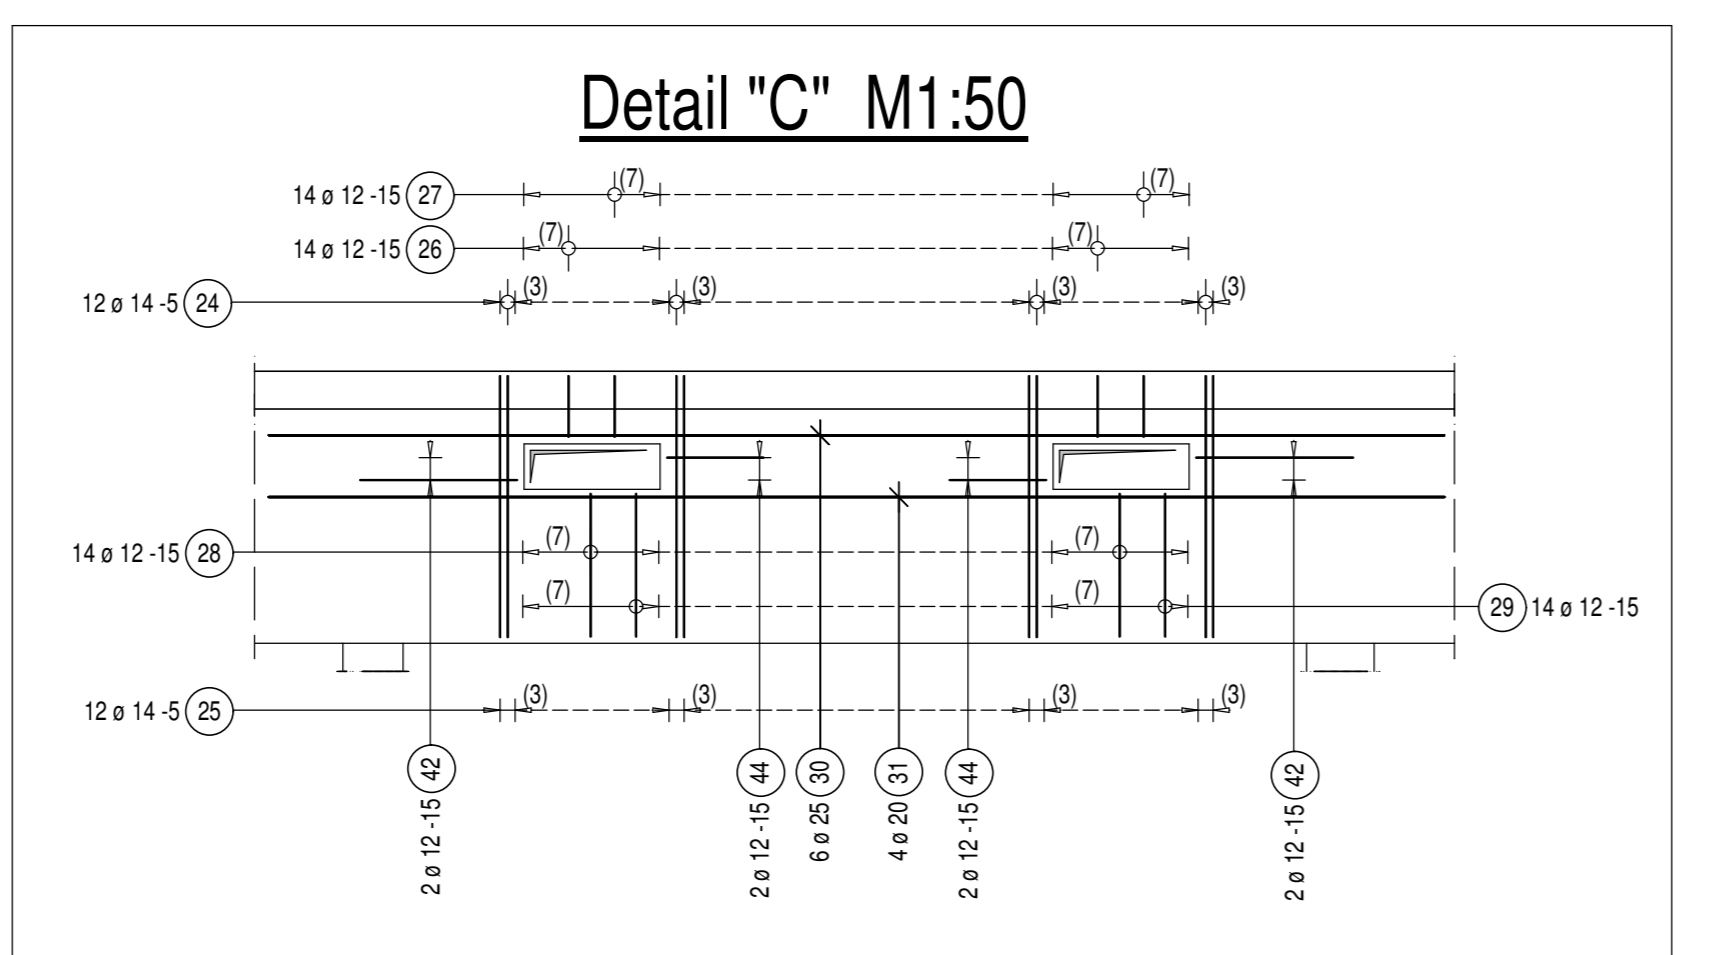 Detail "C" M1:50
14 ø 12 -15 27 (7) (7)
14 ø 12 -15 26 (7) (7)
12 ø 14 -5 24 (3) (3) (3) (3)
14 ø 12 -15 28 (7) (7)
(7) (7) 29 14 ø 12 -15
12 ø 14 -5 25 (3) (3) (3) (3)
2 ø 12 -15 42
2 ø 12 -15 44
6 ø 25 30
4 ø 20 31
2 ø 12 -15 44
2 ø 12 -15 42